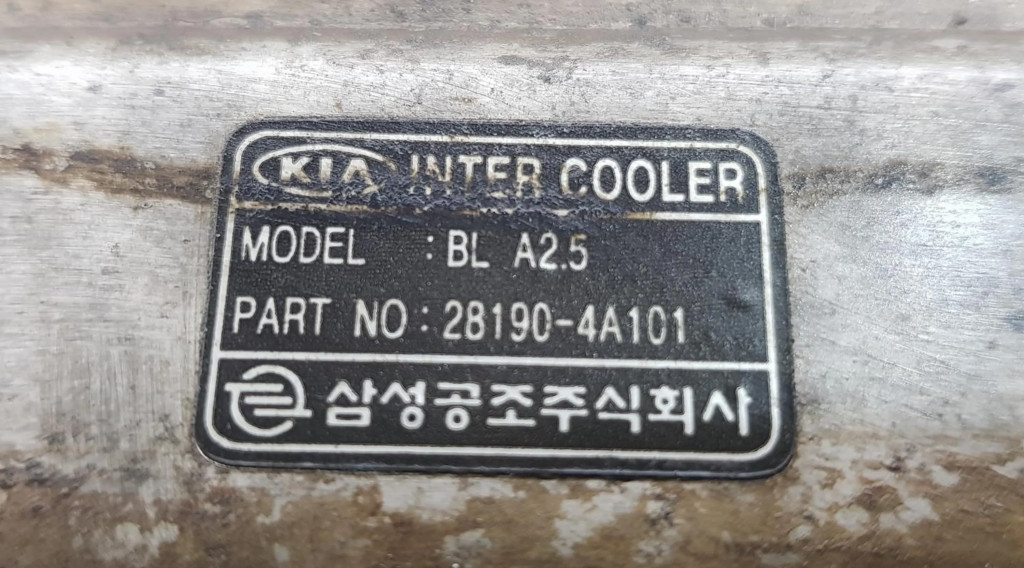 KIA INTER COOLER
MODEL : BL A2.5
PART NO : 28190-4A101
삼성공조주식회사